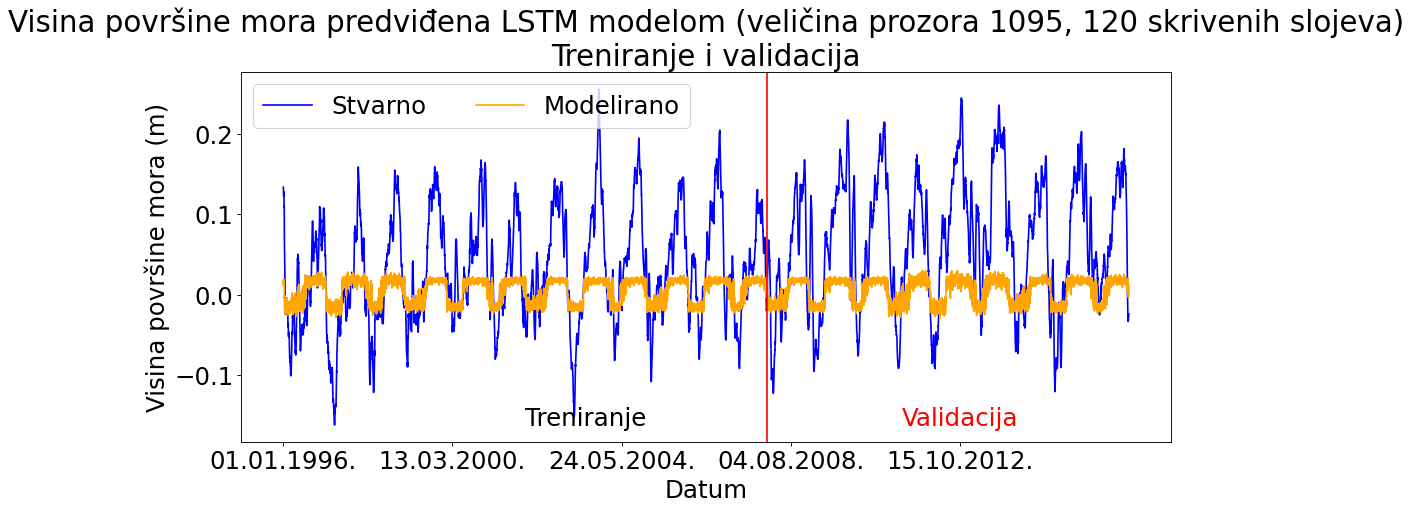 Visina površine mora predviđena LSTM modelom (veličina prozora 1095, 120 skrivenih slojeva)
Treniranje i validacija
Stvarno
Modelirano
Visina površine mora (m)
0.2
0.1
0.0
−0.1
Treniranje
Validacija
01.01.1996.
13.03.2000.
24.05.2004.
04.08.2008.
15.10.2012.
Datum